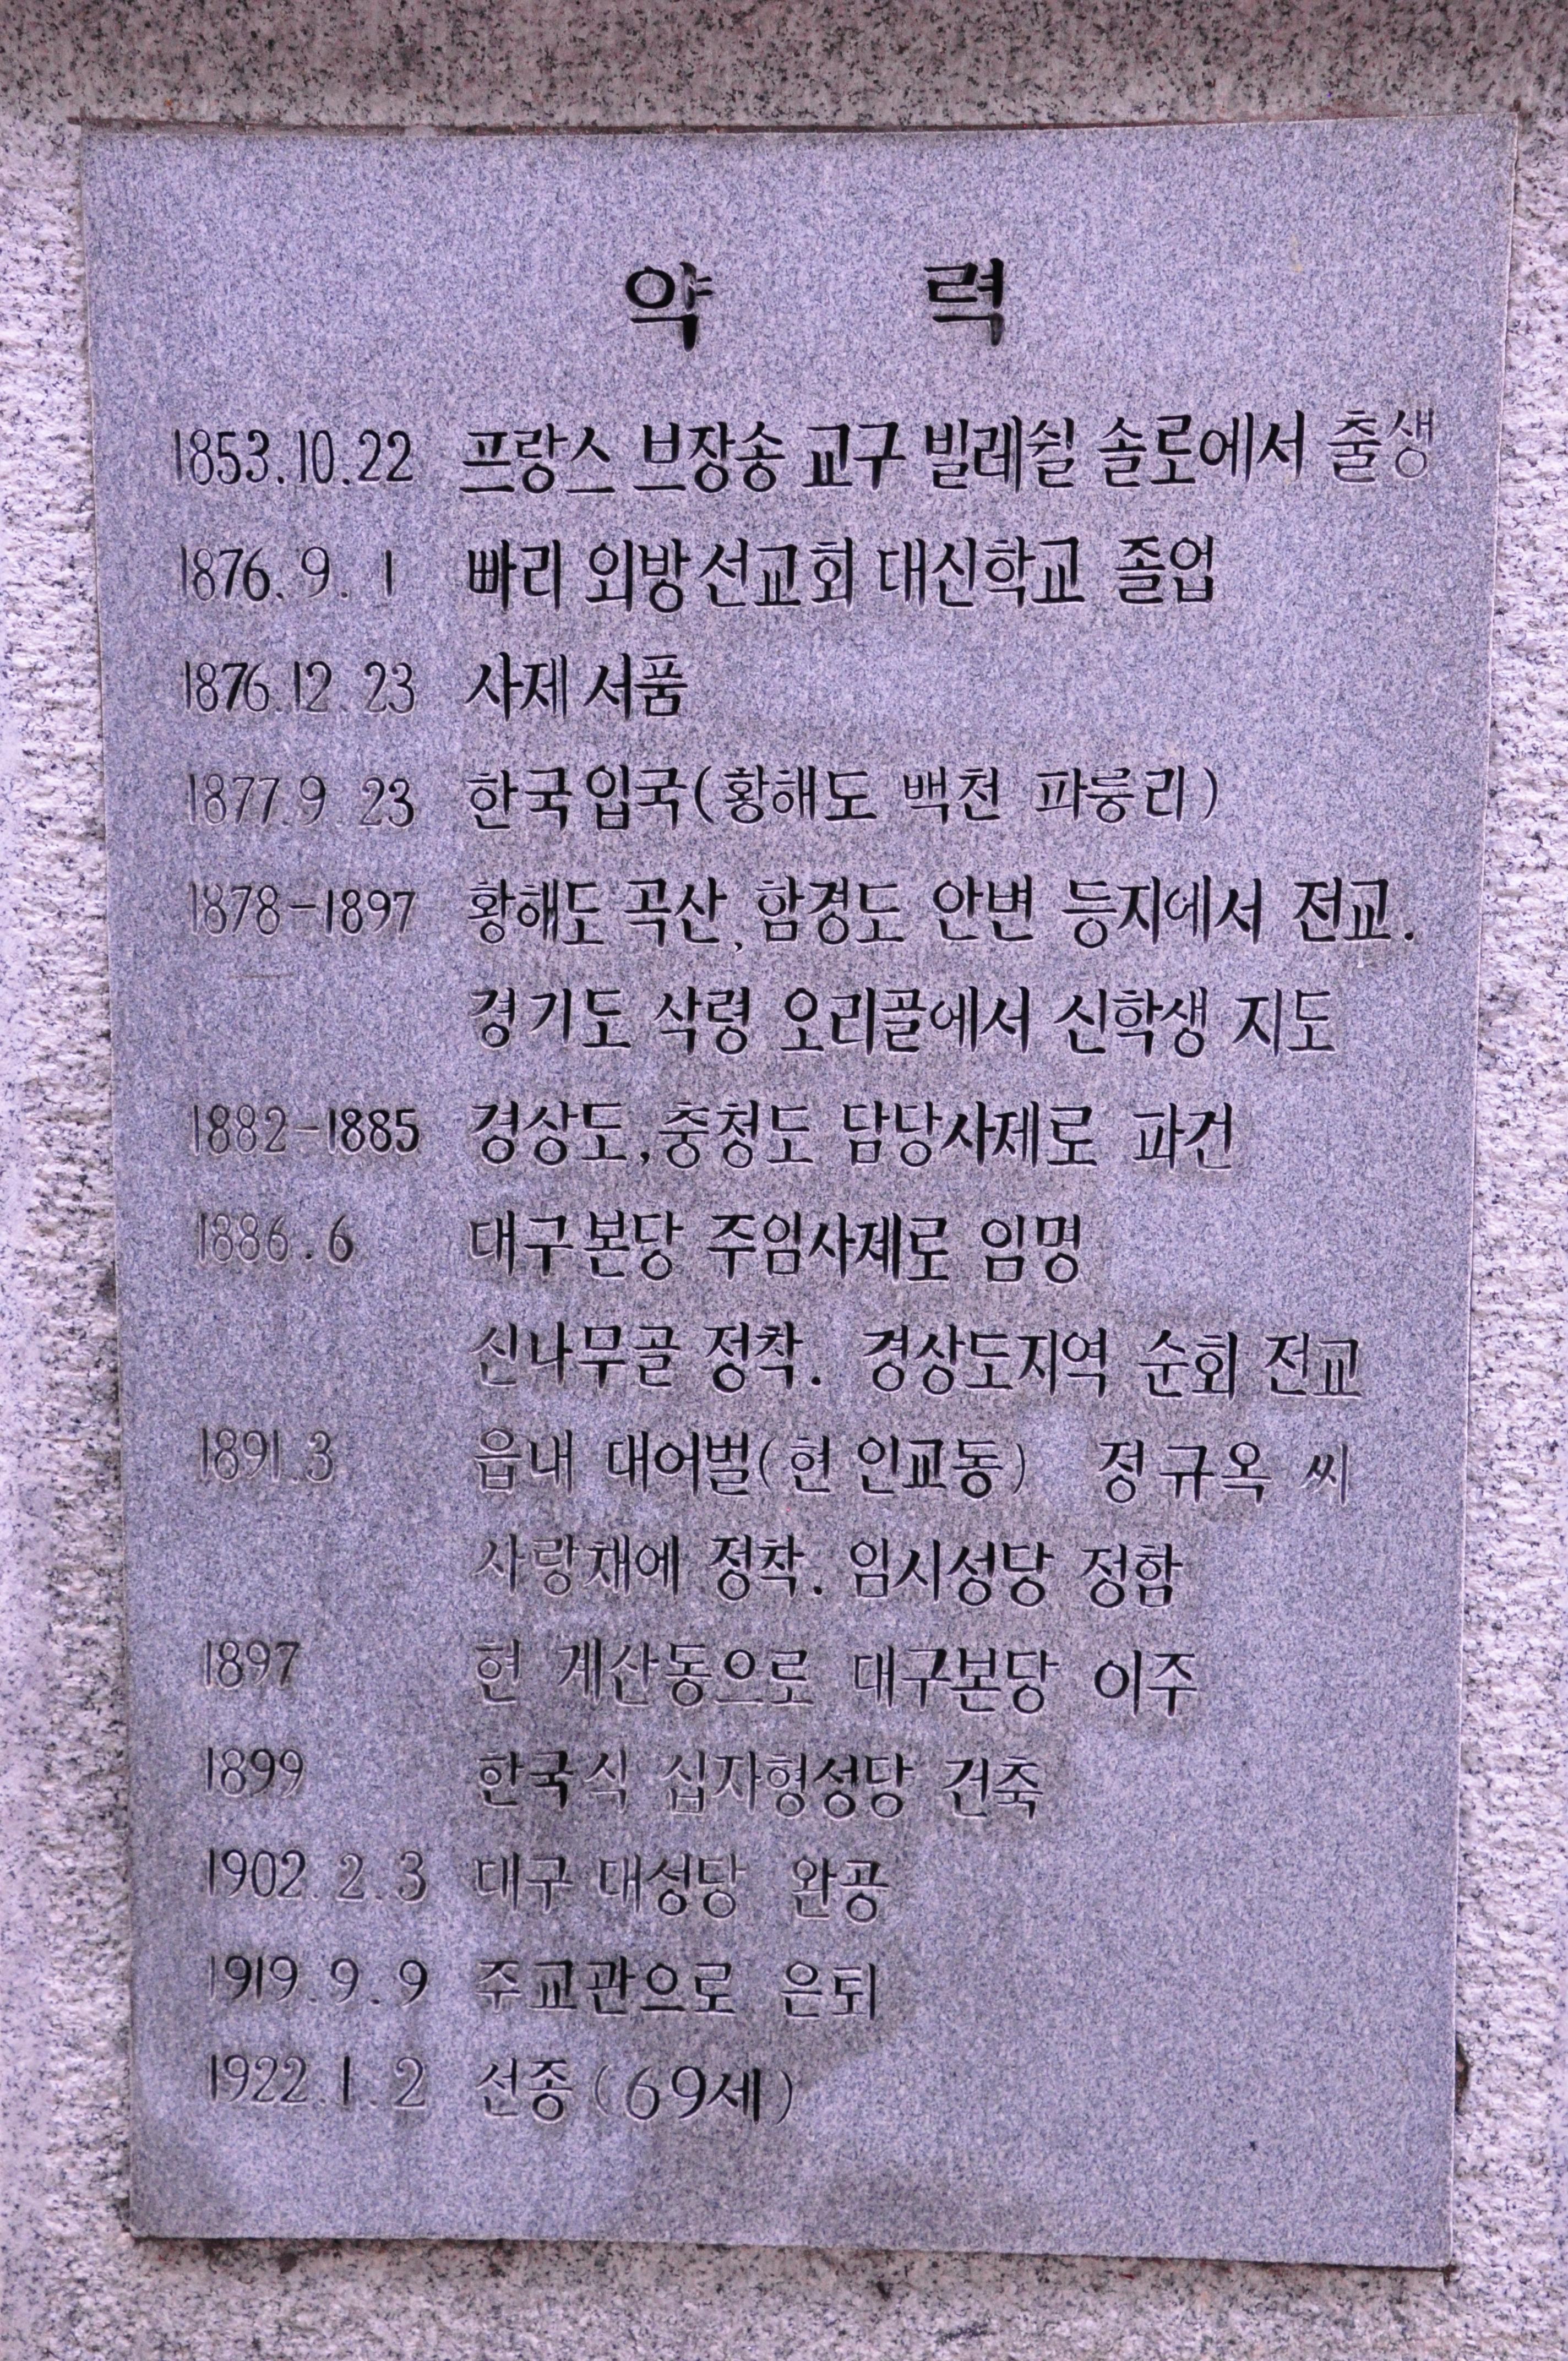 약 력
1853.10.22 프랑스 브장송 교구 빌레쉴 솔로에서 출생
1876. 9. 1 빠리 외방선교회 대신학교 졸업
1876.12 23 사제 서품
1877.9 23 한국입국(황해도 백천 파릉리)
1878-1897 황해도 곡산, 함경도 안변 등지에서 전교.
경기도 삭령 오리골에서 신학생 지도
1882-1885 경상도,충청도 담당사제로 파견
1886.6 대구본당 주임사제로 임명
신나무골 정착. 경상도지역 순회 전교
1891.3 읍내 대어벌(현 인교동) 정규옥 씨
사랑채에 정착. 임시성당 정함
1897 현 계산동으로 대구본당 이주
1899 한국식 십자형성당 건축
1902.2.3 대구 대성당 완공
1919.9.9 주교관으로 은퇴
1922.1.2 선종(69세)